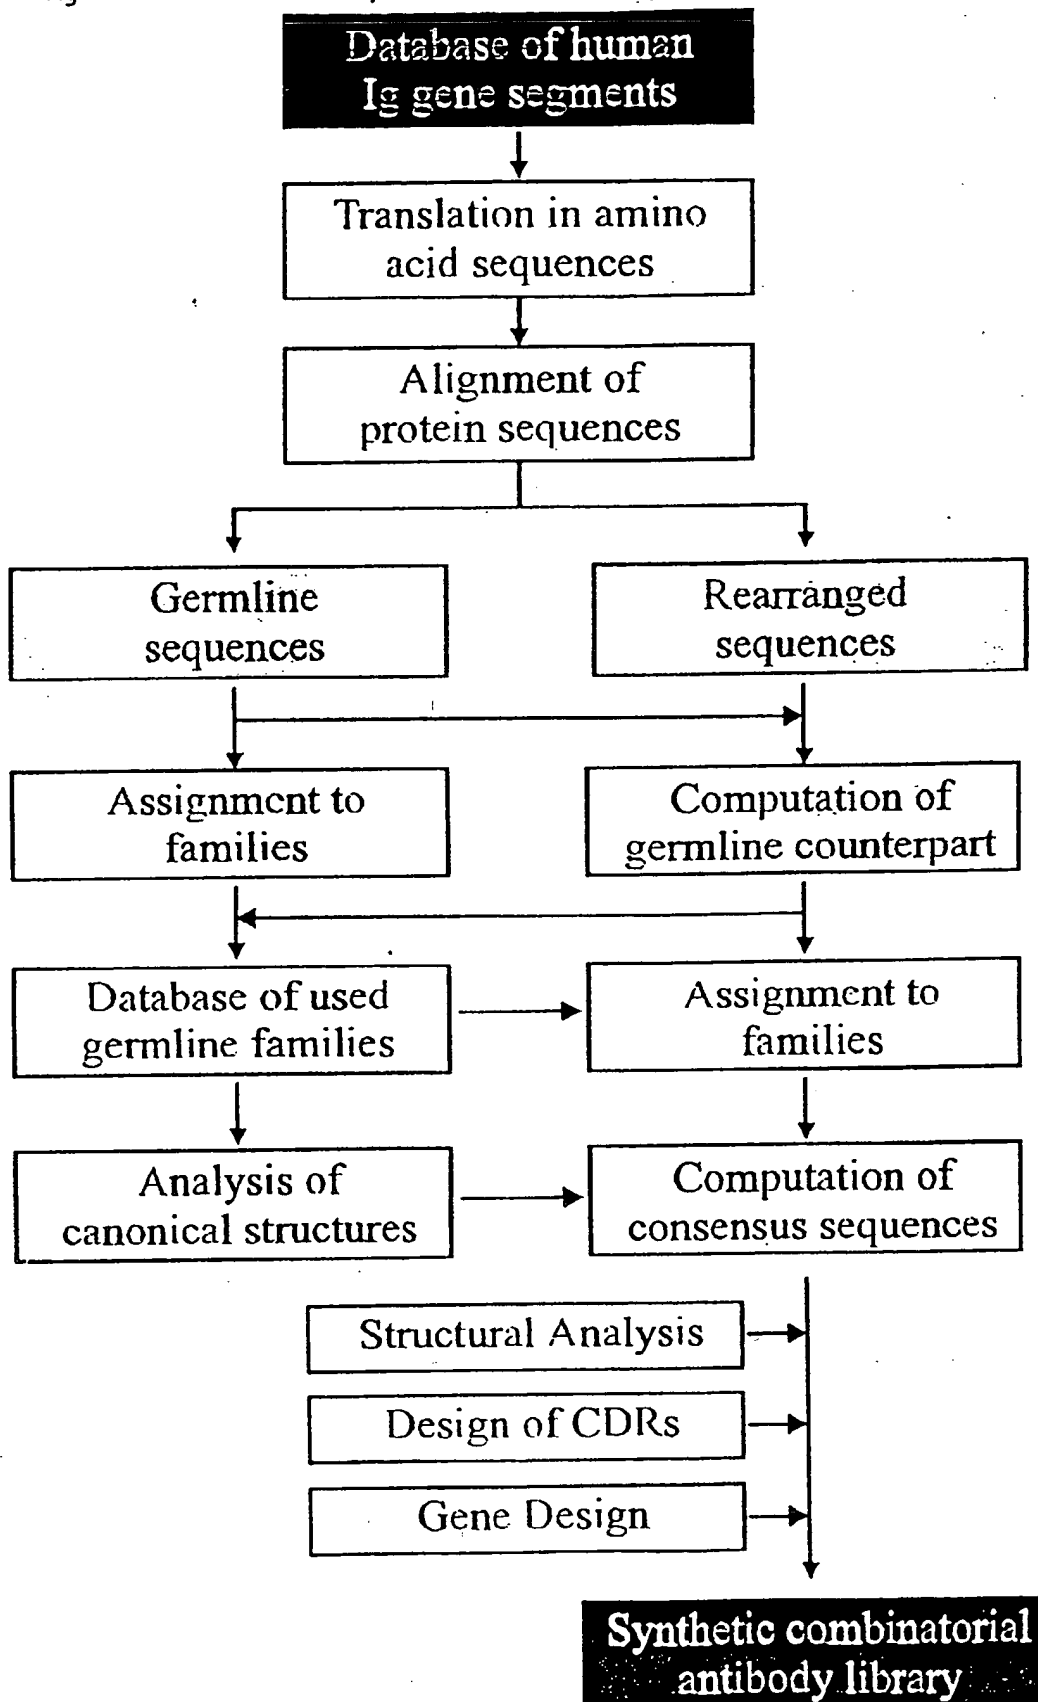 Database of human
Ig gene segments
Translation in amino
acid sequences
Alignment of
protein sequences
Germline
sequences
Rearranged
sequences
Assignment to
families
Computation of
germline counterpart
Database of used
germline families
Assignment to
families
Analysis of
canonical structures
Computation of
consensus sequences
Structural Analysis
Design of CDRs
Gene Design
Synthetic combinatorial
antibody library